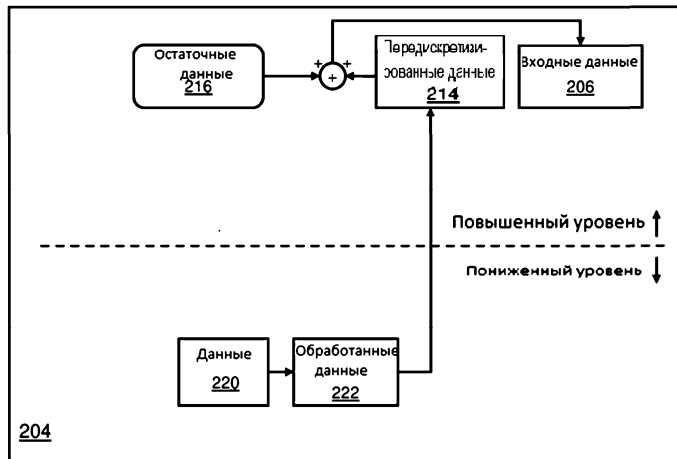 Остаточные
данные
216
+ + +
Передискретизи-
рованные данные
214
Входные данные
206
Повышенный уровень
Пониженный уровень
Данные
220
Обработанные
данные
222
204